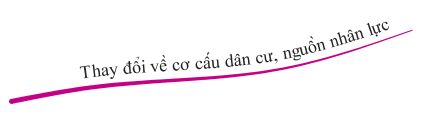 Thay đổi về cơ cấu dân cư, nguồn nhân lực